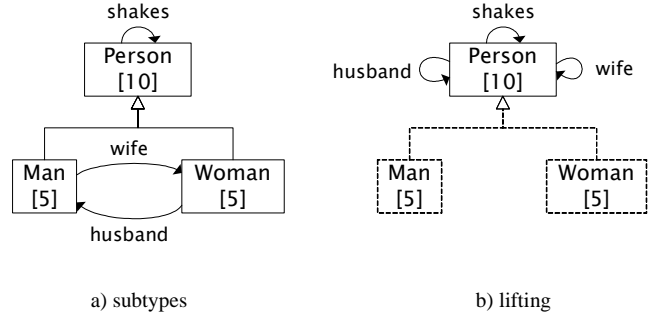 shakes
Person
[10]
wife
Man
[5]
Woman
[5]
husband
a) subtypes
shakes
husband
Person
[10]
wife
Man
[5]
Woman
[5]
b) lifting